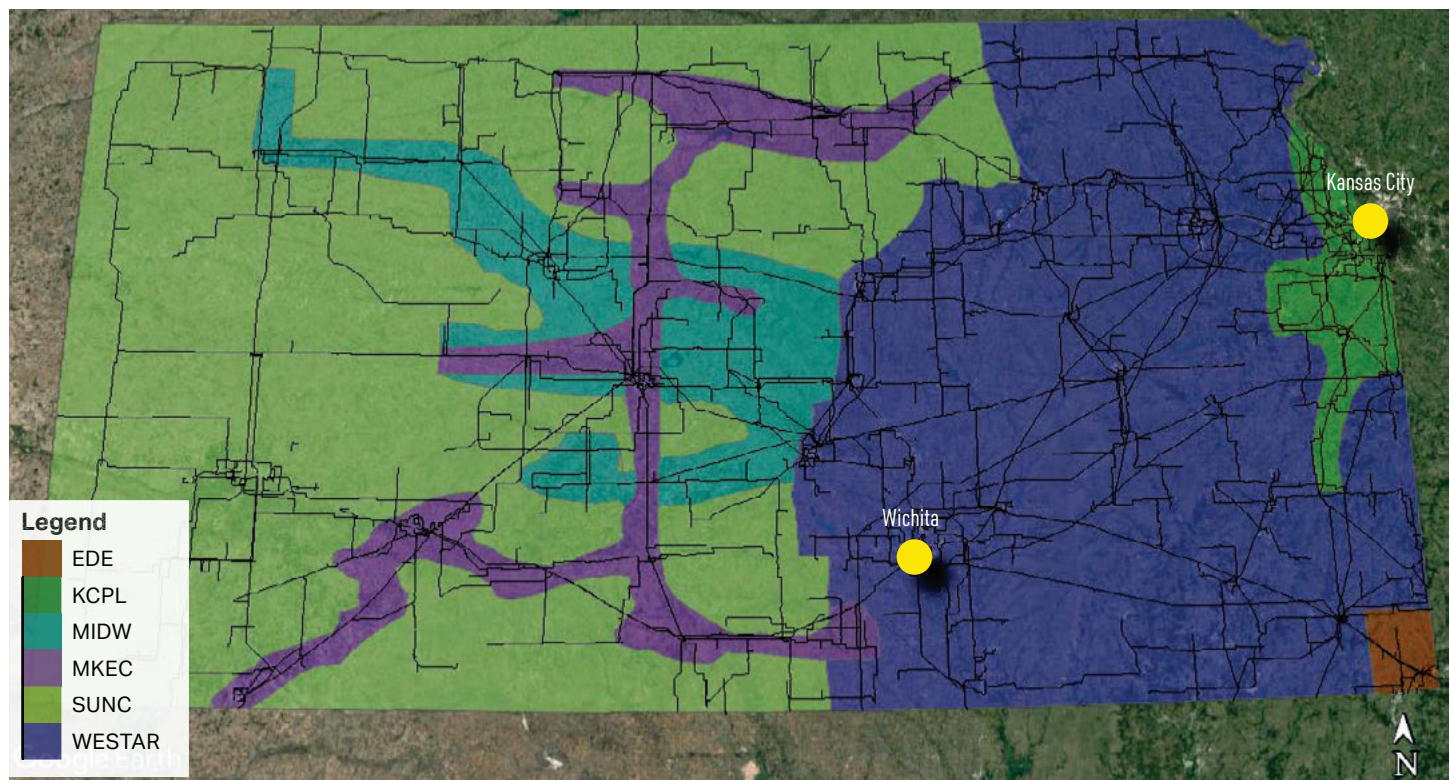 Kansas City
Wichita
Legend
EDE
KCPL
MIDW
MKEC
SUNC
WESTAR
Google Earth
N